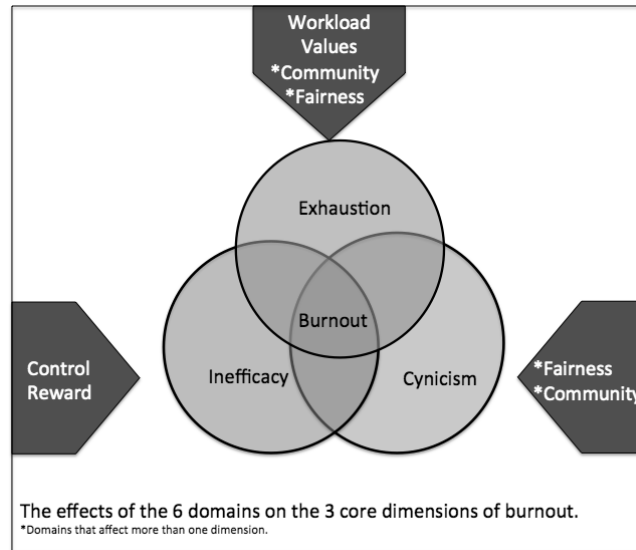 Workload
Values
*Community
*Fairness
Exhaustion
Burnout
Inefficacy
Cynicism
Control
Reward
*Fairness
*Community
The effects of the 6 domains on the 3 core dimensions of burnout.
*Domains that affect more than one dimension.